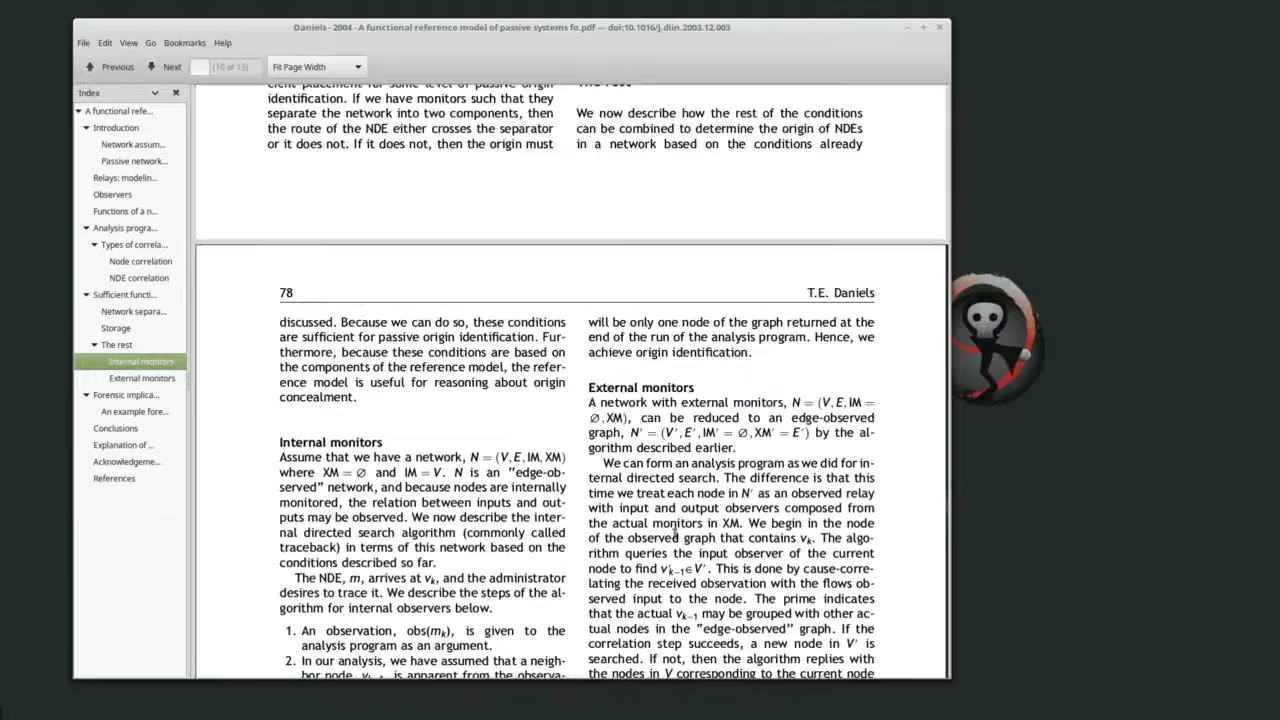 Daniels - 2004 - A functional reference model of passive systems fo.pdf — doi:10.1016/j.diin.2003.12.003
File Edit View Go Bookmarks Help
Previous Next (10 of 13) Fit Page Width
Index
A functional refe...
Introduction
Network assum...
Passive network...
Relays: modelin...
Observers
Functions of a n...
Analysis progra...
Types of correla...
Node correlation
NDE correlation
Sufficient functi...
Network separa...
Storage
The rest
Internal monitors
External monitors
Forensic implica...
An example fore...
Conclusions
Explanation of ...
Acknowledgeme...
References
cient placement for some level of passive origin
identification. If we have monitors such that they
separate the network into two components, then
the route of the NDE either crosses the separator
or it does not. If it does not, then the origin must
We now describe how the rest of the conditions
can be combined to determine the origin of NDEs
in a network based on the conditions already
78
T.E. Daniels
discussed. Because we can do so, these conditions
are sufficient for passive origin identification. Fur-
thermore, because these conditions are based on
the components of the reference model, the refer-
ence model is useful for reasoning about origin
concealment.
Internal monitors
Assume that we have a network, N = (V, E, IM, XM)
where XM = ∅ and IM = V. N is an "edge-ob-
served" network, and because nodes are internally
monitored, the relation between inputs and out-
puts may be observed. We now describe the inter-
nal directed search algorithm (commonly called
traceback) in terms of this network based on the
conditions described so far.
The NDE, m, arrives at vk, and the administrator
desires to trace it. We describe the steps of the al-
gorithm for internal observers below.
1. An observation, obs(mk), is given to the
analysis program as an argument.
2. In our analysis, we have assumed that a neigh-
bor node, is apparent from the observa-
will be only one node of the graph returned at the
end of the run of the analysis program. Hence, we
achieve origin identification.
External monitors
A network with external monitors, N = (V, E, IM =
∅, XM), can be reduced to an edge-observed
graph, N′ = (V′, E′, IM′ = ∅, XM′ = E′) by the al-
gorithm described earlier.
We can form an analysis program as we did for in-
ternal directed search. The difference is that this
time we treat each node in N′ as an observed relay
with input and output observers composed from
the actual monitors in XM. We begin in the node
of the observed graph that contains vk. The algo-
rithm queries the input observer of the current
node to find v′k−1∈V′. This is done by cause-corre-
lating the received observation with the flows ob-
served input to the node. The prime indicates
that the actual vk−1 may be grouped with other ac-
tual nodes in the "edge-observed" graph. If the
correlation step succeeds, a new node in V′ is
searched. If not, then the algorithm replies with
the nodes in V corresponding to the current node